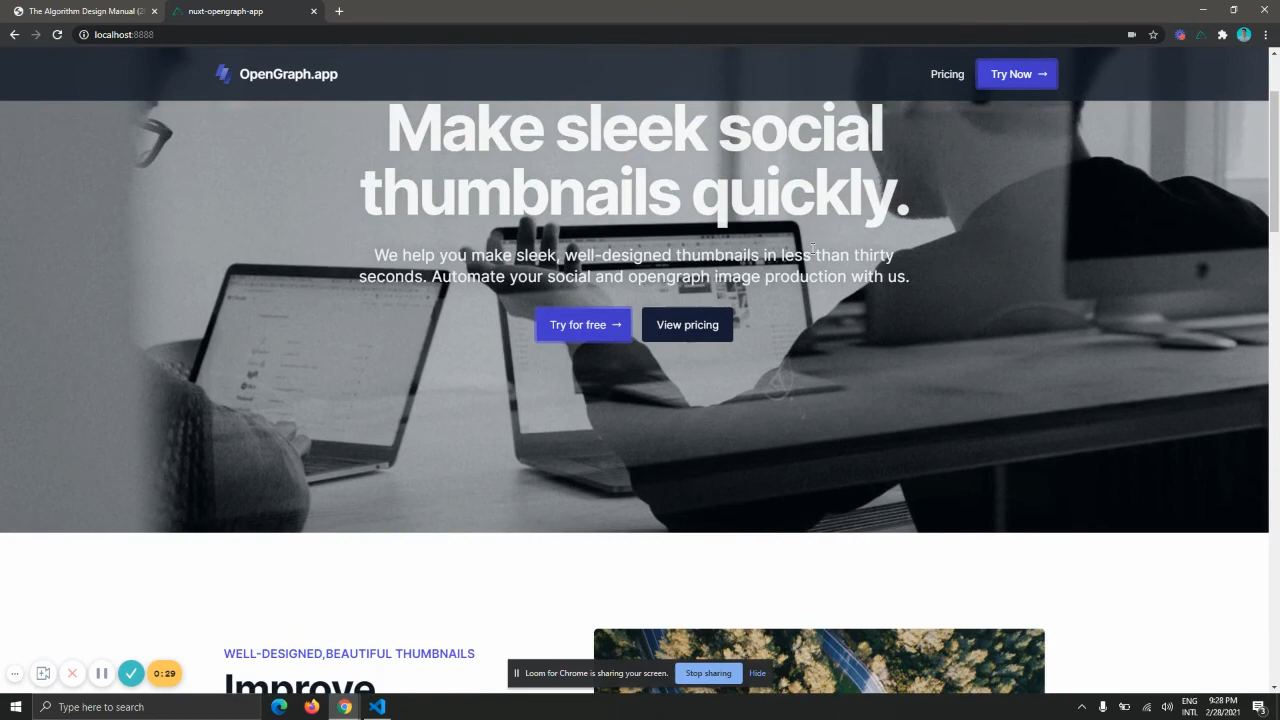 The Algorithm Design Manual (2
nuxt-opengraph-app
localhost:8888
OpenGraph.app
Pricing
Try Now →
Make sleek social
thumbnails quickly.
We help you make sleek, well-designed thumbnails in less than thirty
seconds. Automate your social and opengraph image production with us.
Try for free →
View pricing
WELL-DESIGNED,BEAUTIFUL THUMBNAILS
Improve
0:29
Loom for Chrome is sharing your screen.
Stop sharing
Hide
Type here to search
ENG
INTL
9:28 PM
2/28/2021
3